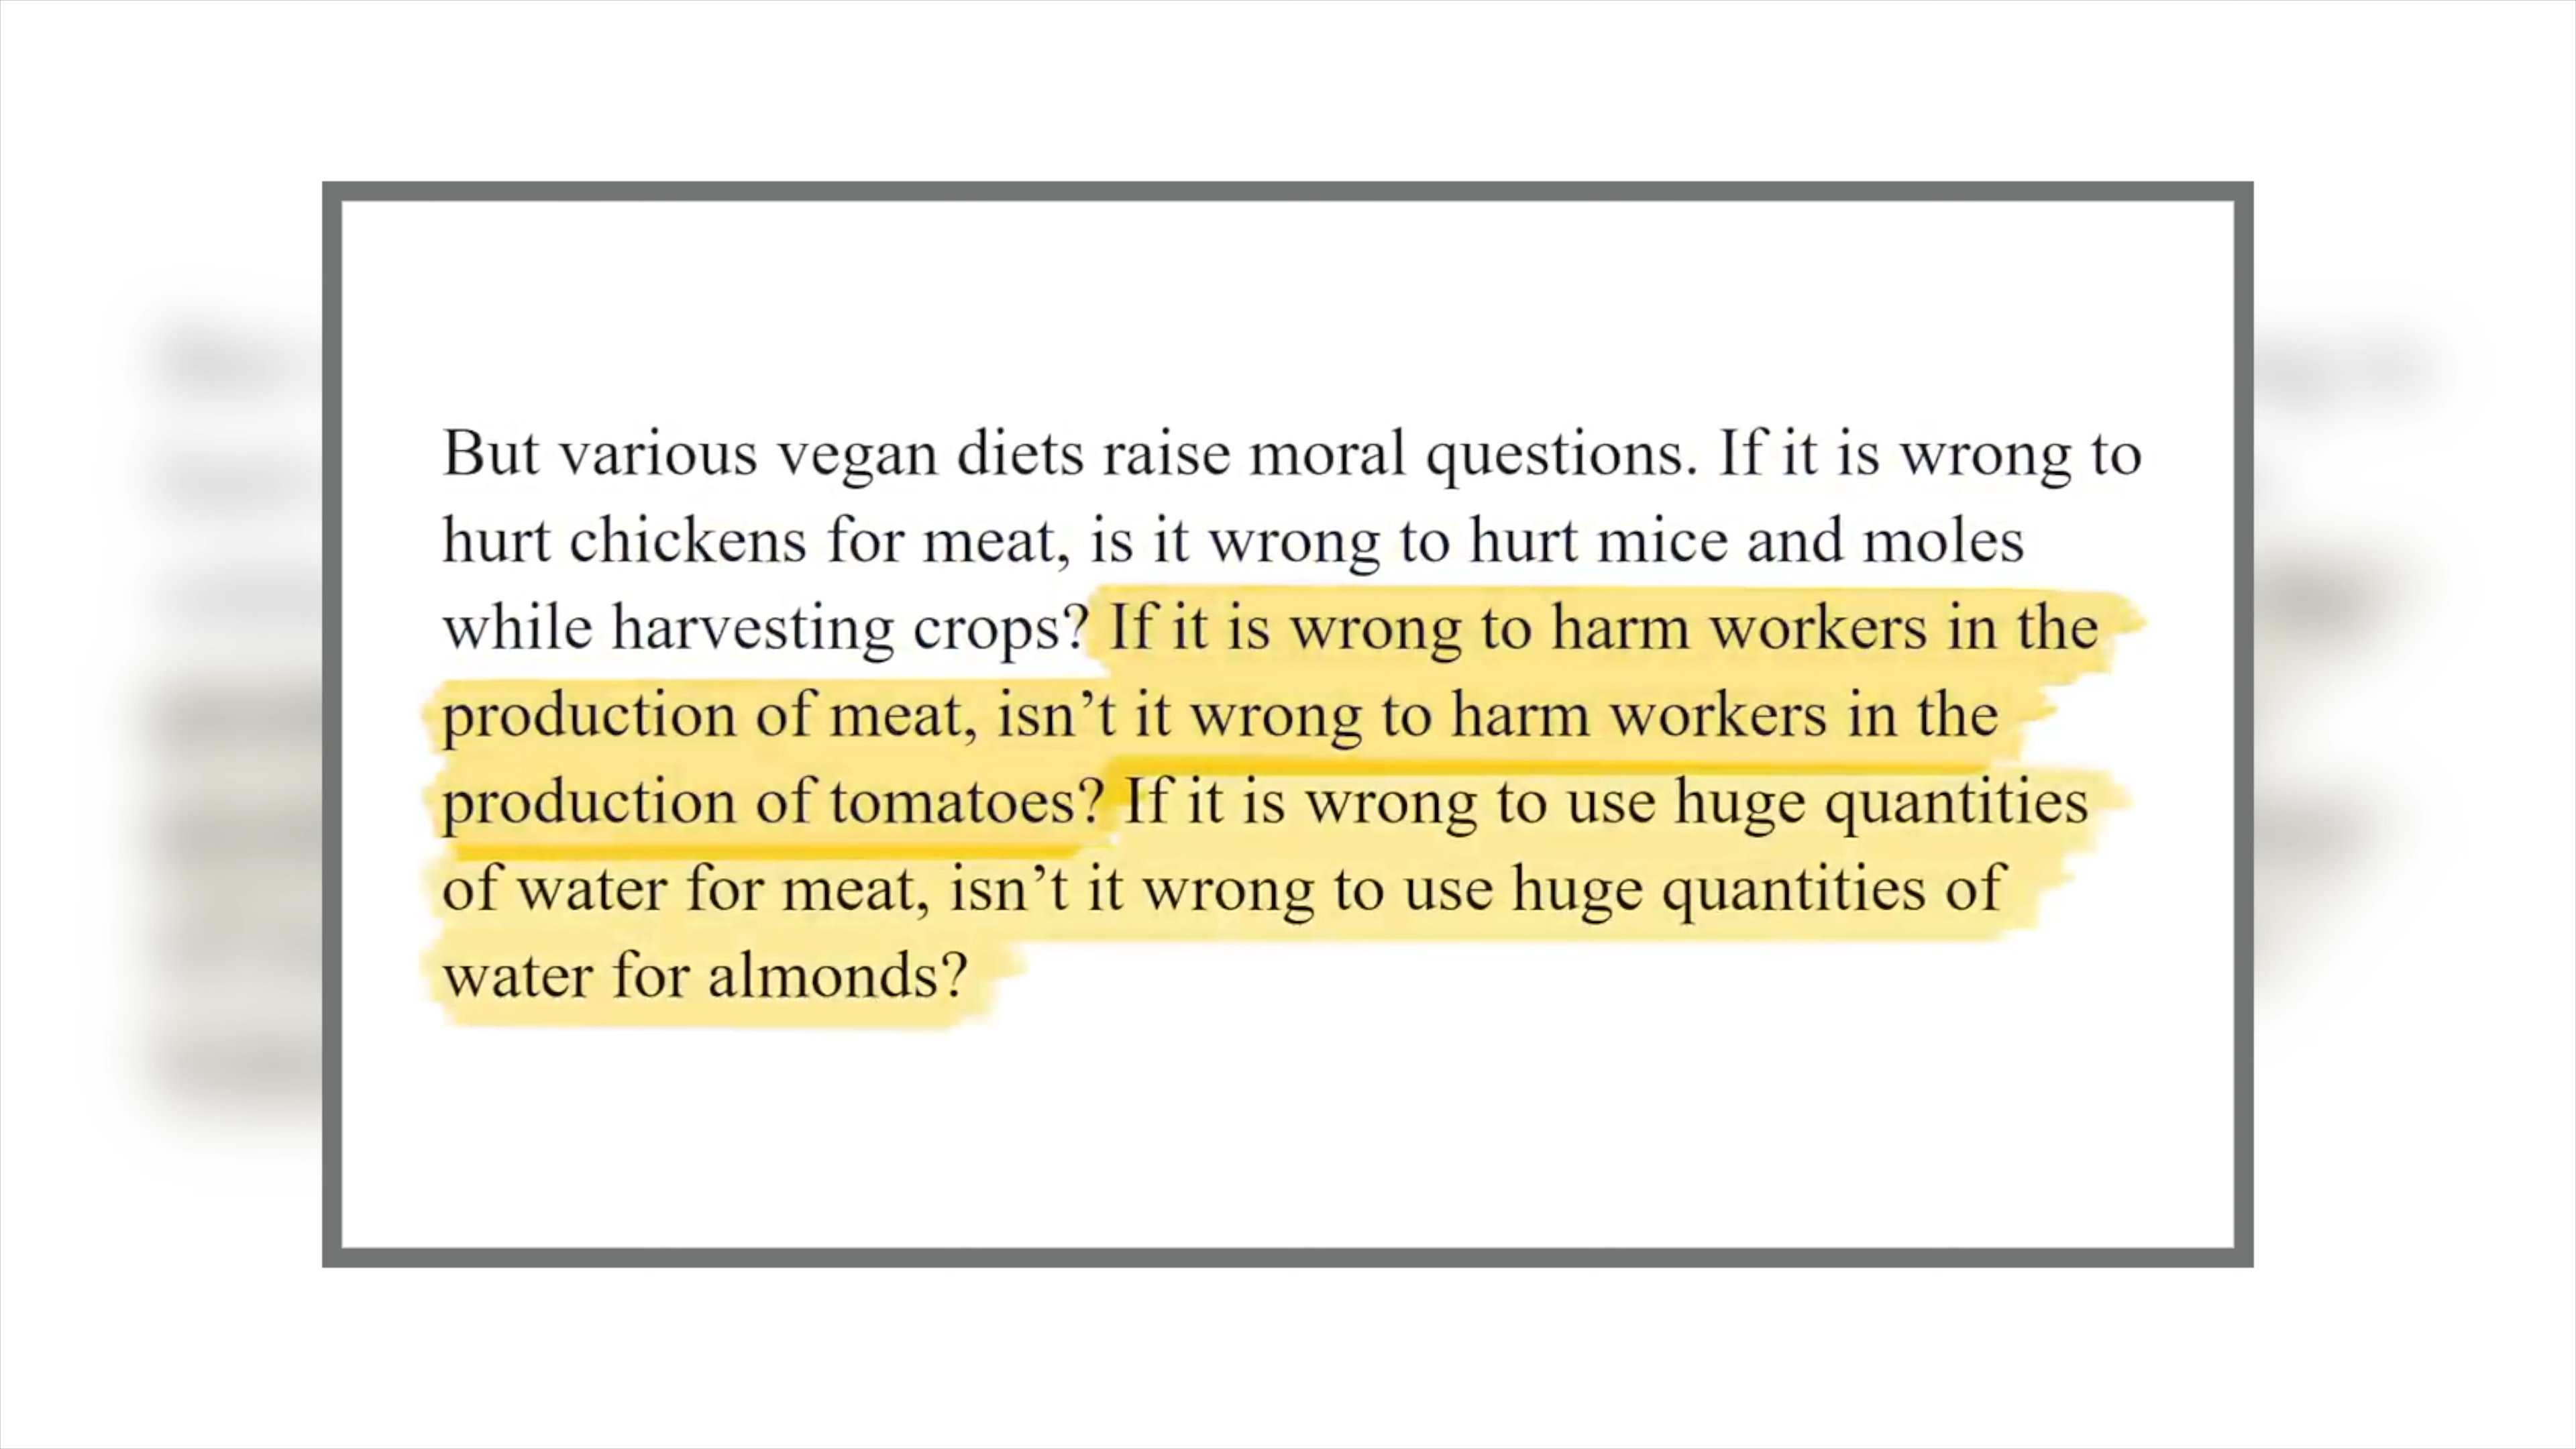 But various vegan diets raise moral questions. If it is wrong to
hurt chickens for meat, is it wrong to hurt mice and moles
while harvesting crops? If it is wrong to harm workers in the
production of meat, isn’t it wrong to harm workers in the
production of tomatoes? If it is wrong to use huge quantities
of water for meat, isn’t it wrong to use huge quantities of
water for almonds?